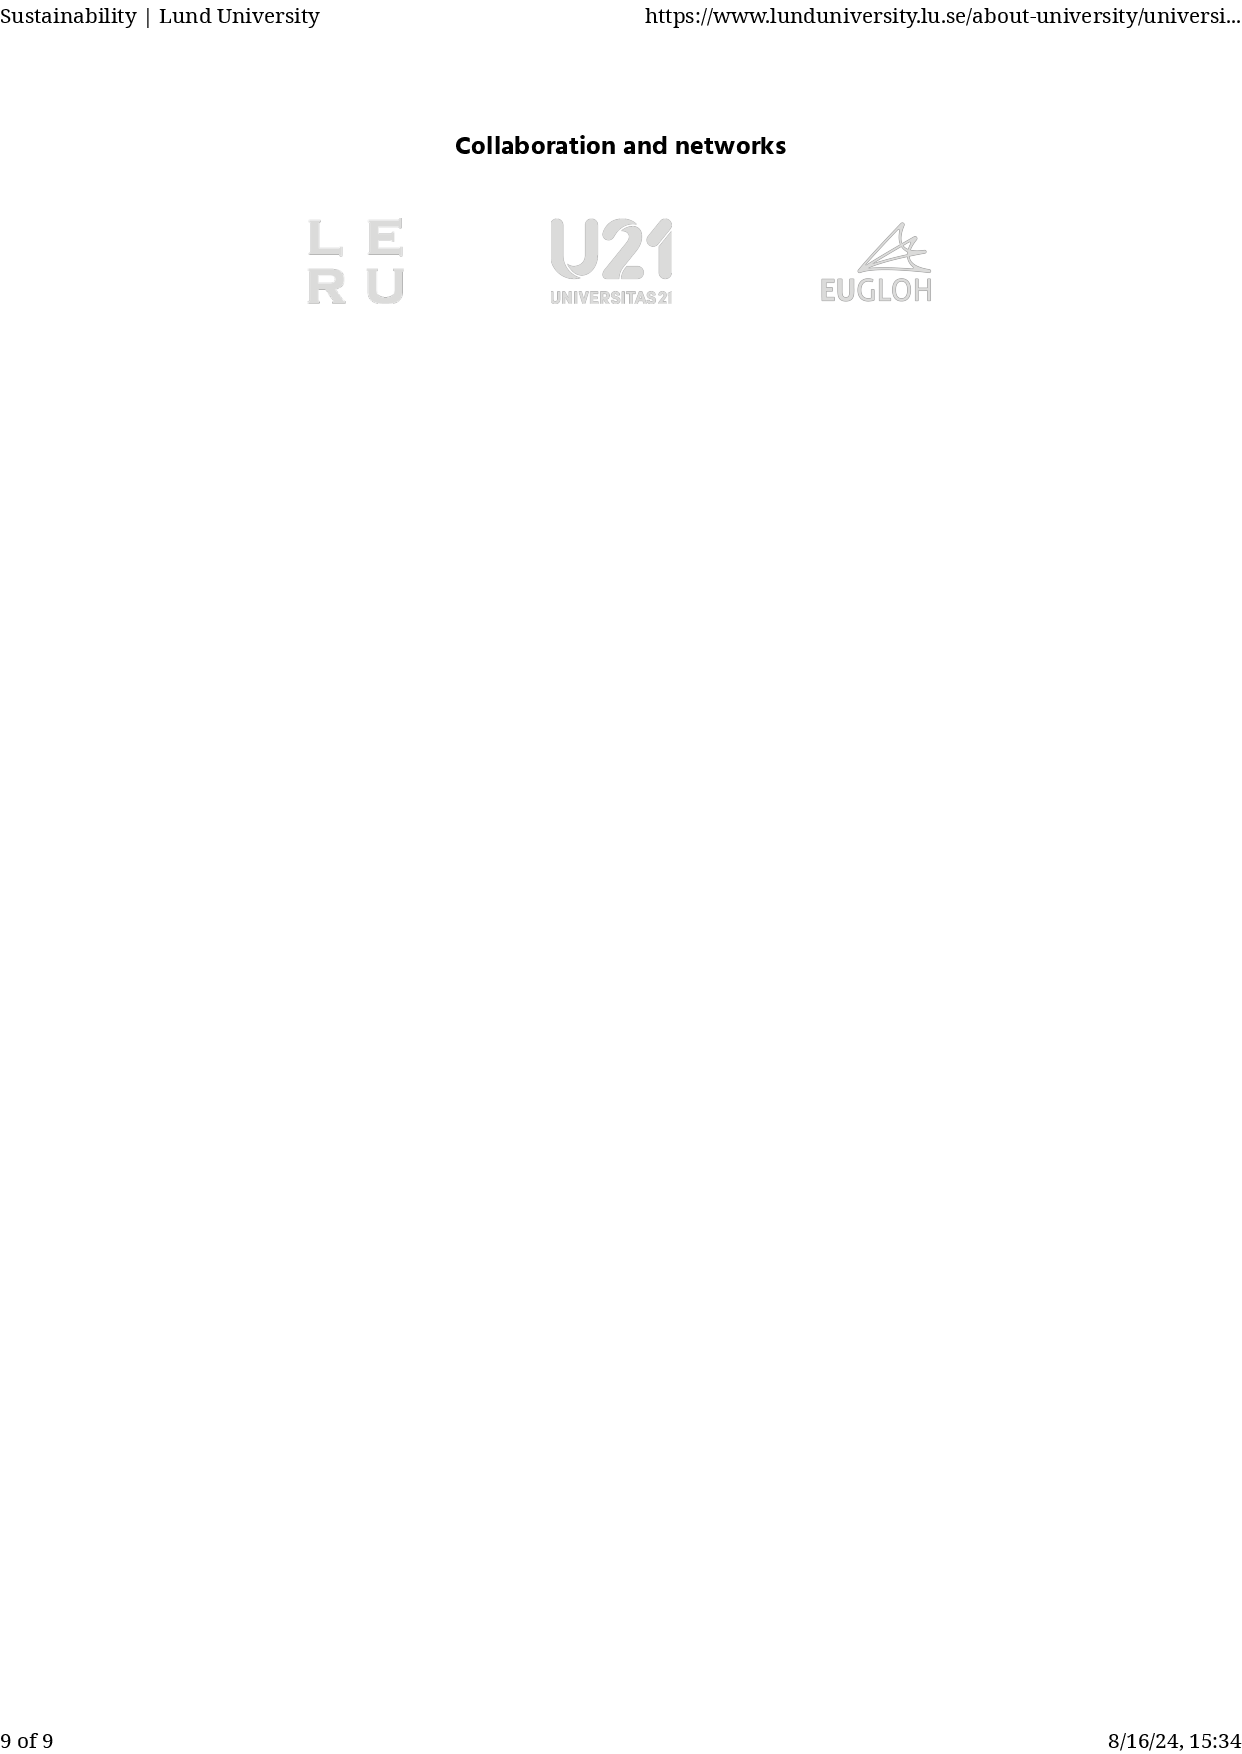 Sustainability | Lund University https://www.lunduniversity.lu.se/about-university/universi...
Collaboration and networks
L E
R U
U21
UNIVERSITAS 21
EUGLOH
9 of 9 8/16/24, 15:34